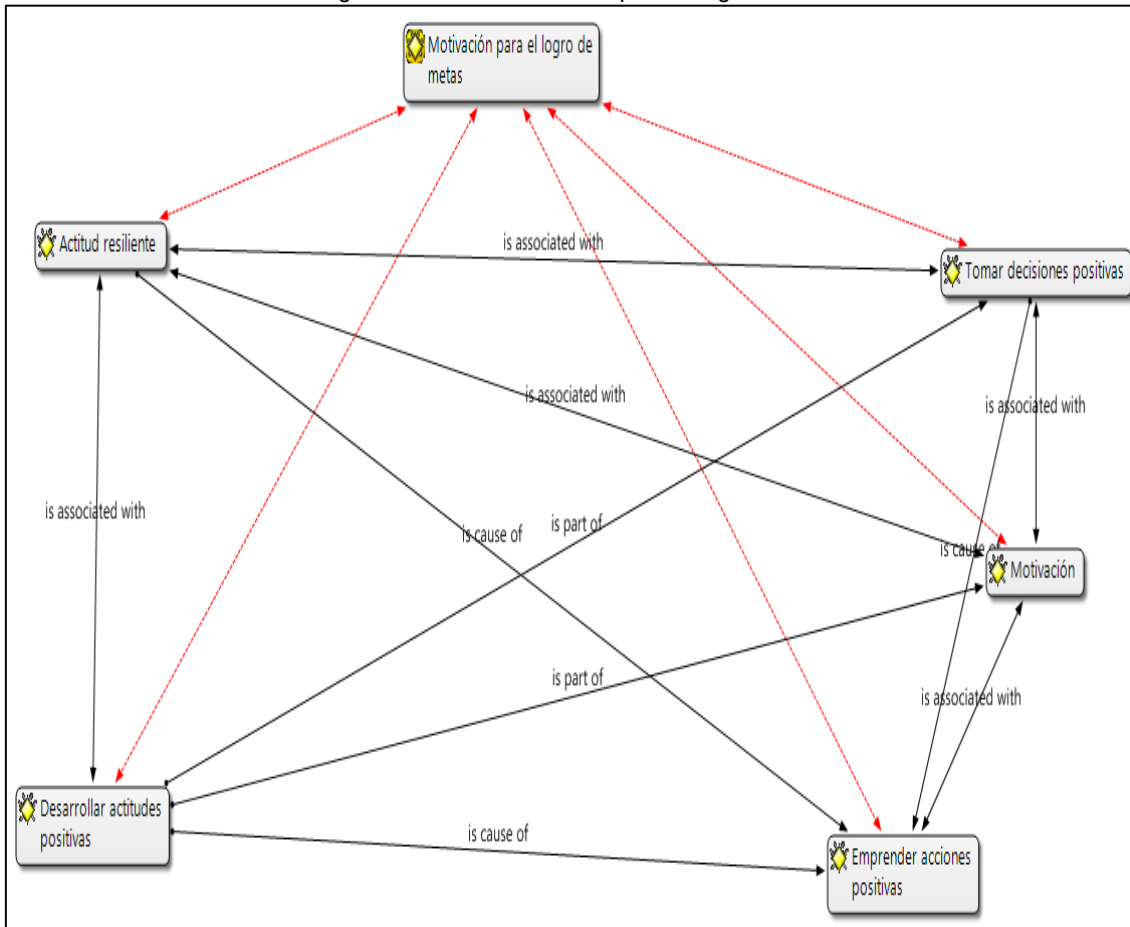 Motivación para el logro de
metas
Actitud resiliente
is associated with
Tomar decisiones positivas
is associated with
is associated with
is associated with
is cause of
is part of
is cause of
Motivación
is part of
is associated with
Desarrollar actitudes
positivas
is cause of
Emprender acciones
positivas